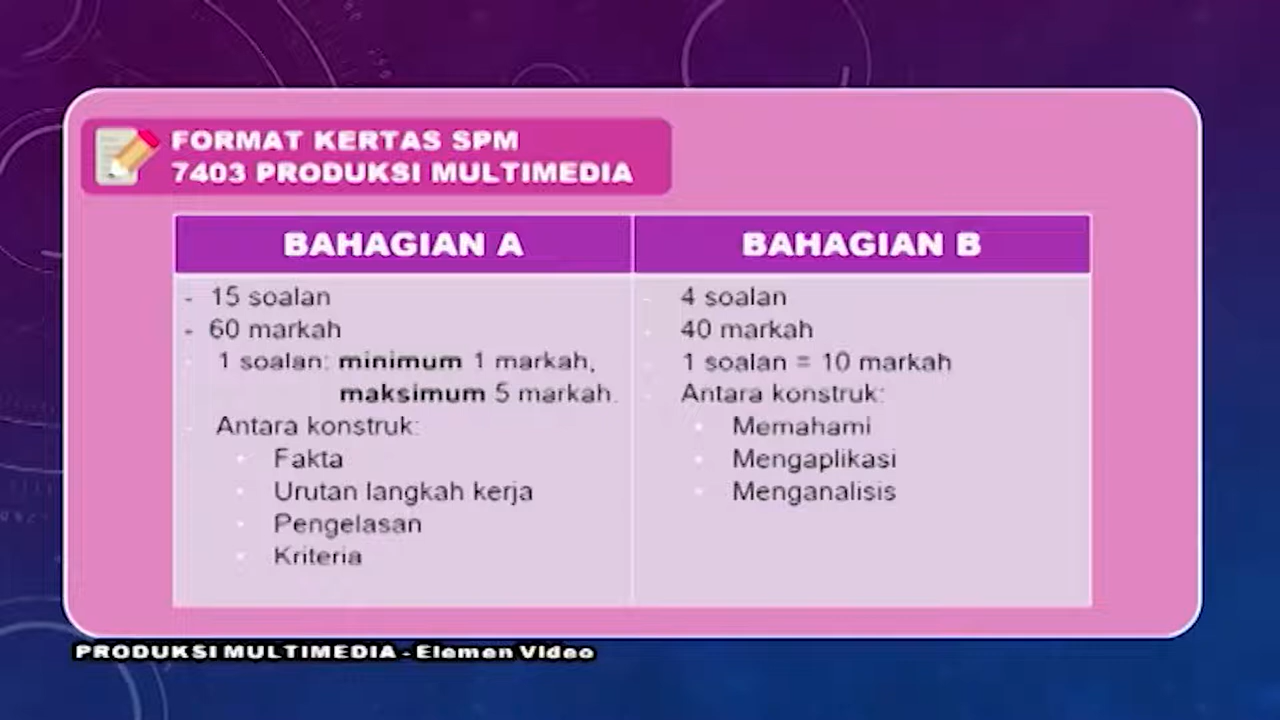 FORMAT KERTAS SPM
7403 PRODUKSI MULTIMEDIA
BAHAGIAN A
- 15 soalan
- 60 markah
1 soalan: minimum 1 markah,
maksimum 5 markah.
Antara konstruk:
• Fakta
• Urutan langkah kerja
• Pengelasan
• Kriteria
BAHAGIAN B
- 4 soalan
- 40 markah
- 1 soalan = 10 markah
- Antara konstruk:
• Memahami
• Mengaplikasi
• Menganalisis
PRODUKSI MULTIMEDIA - Elemen Video